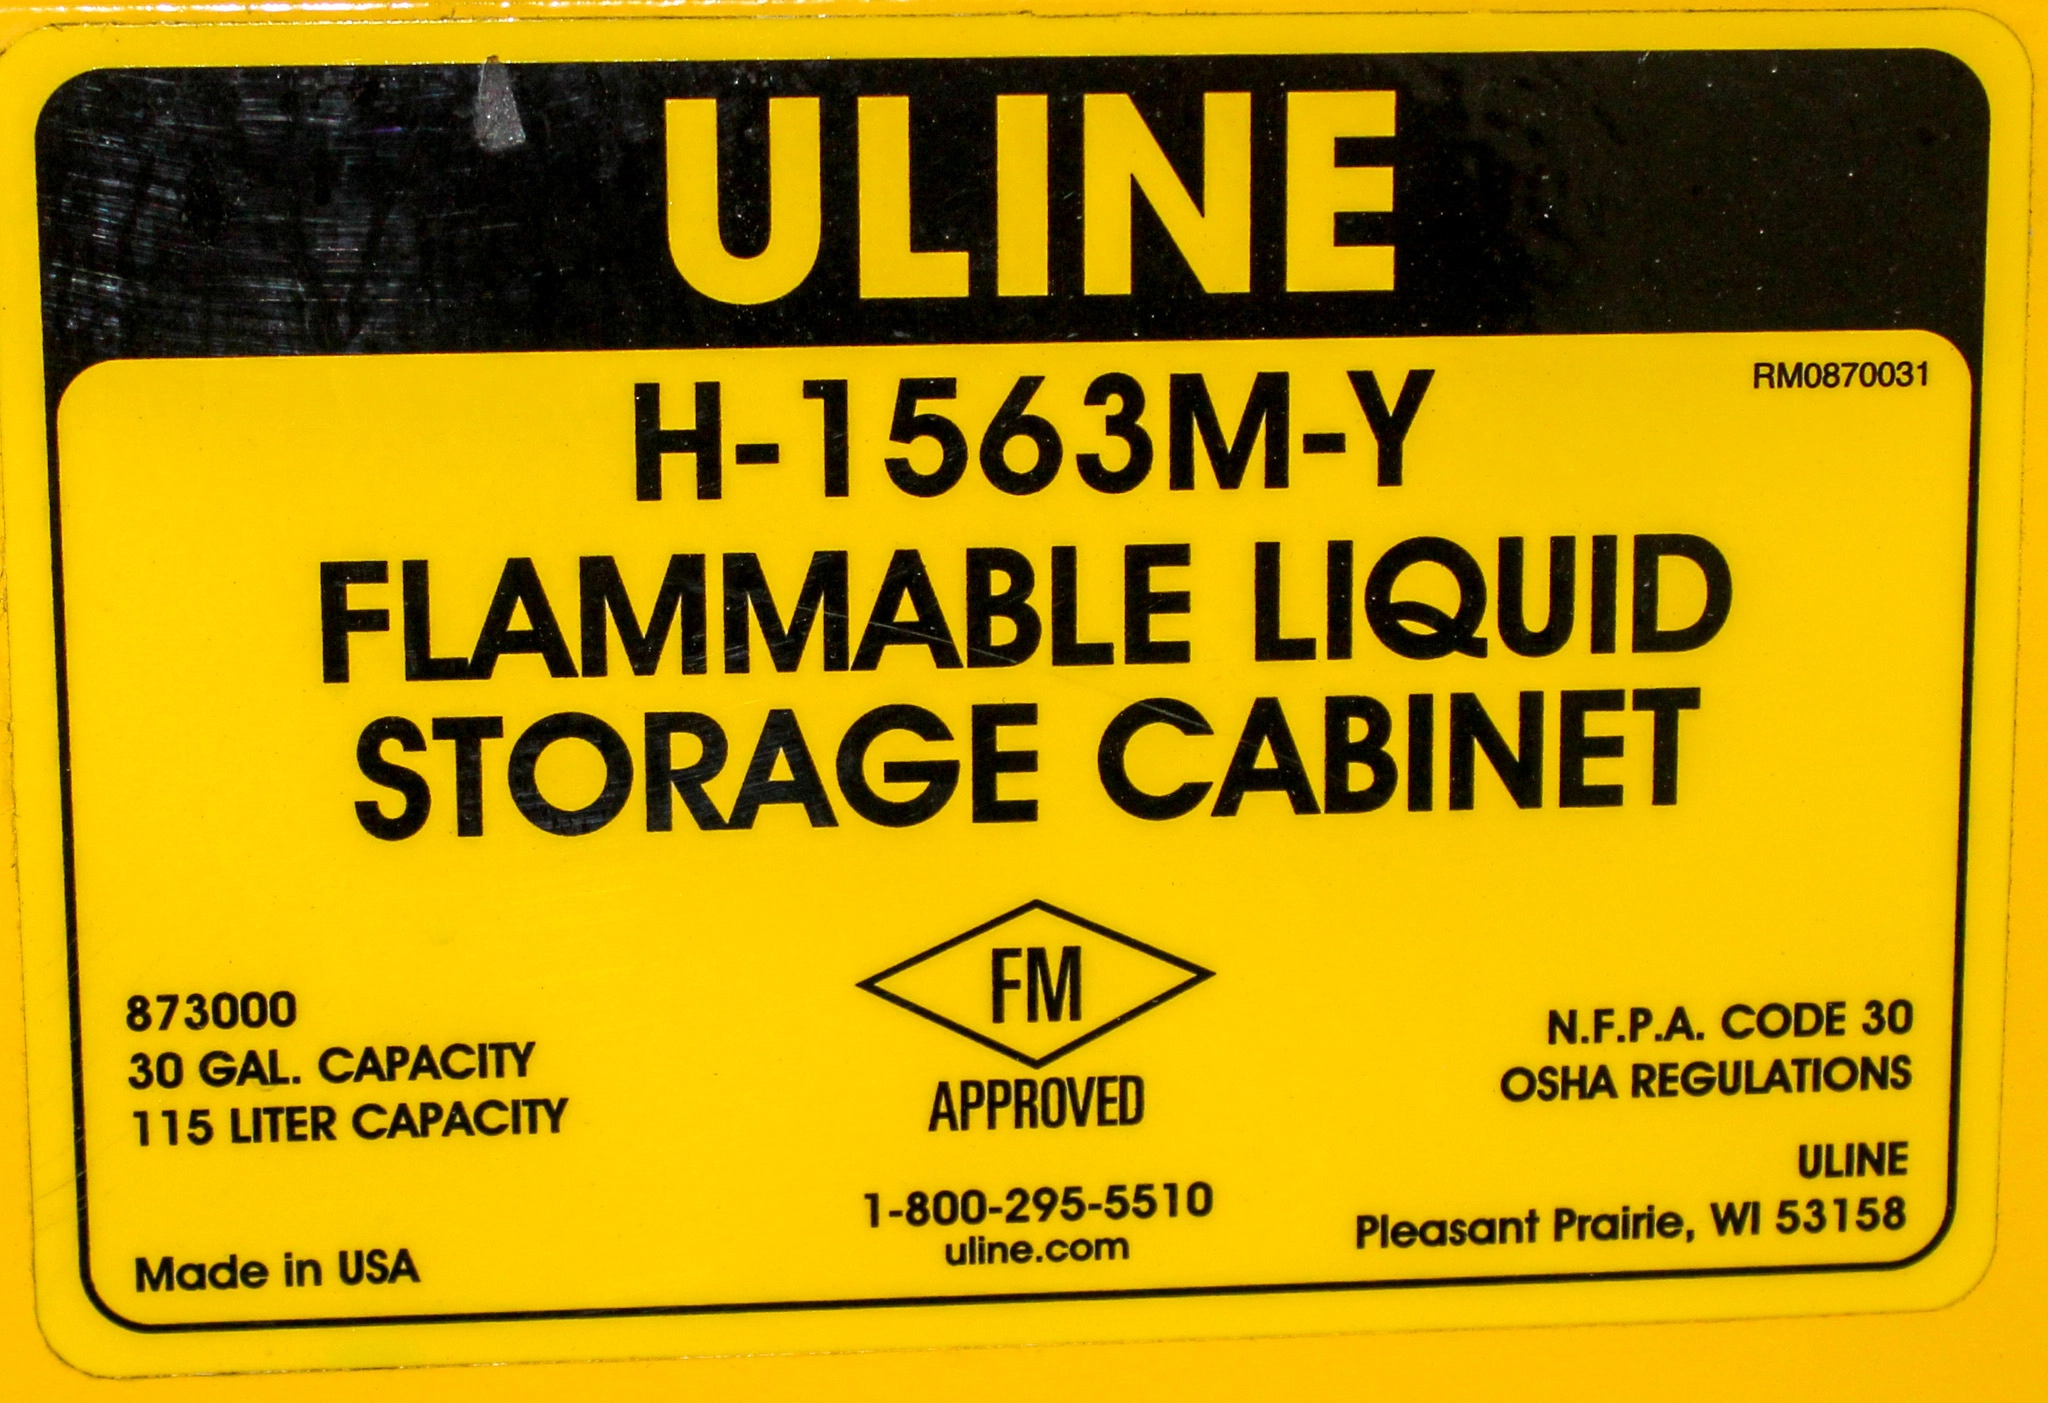 ULINE
RM0870031
H-1563M-Y
FLAMMABLE LIQUID
STORAGE CABINET
873000
30 GAL. CAPACITY
115 LITER CAPACITY
Made in USA
FM
APPROVED
1-800-295-5510
uline.com
N.F.P.A. CODE 30
OSHA REGULATIONS
ULINE
Pleasant Prairie, WI 53158